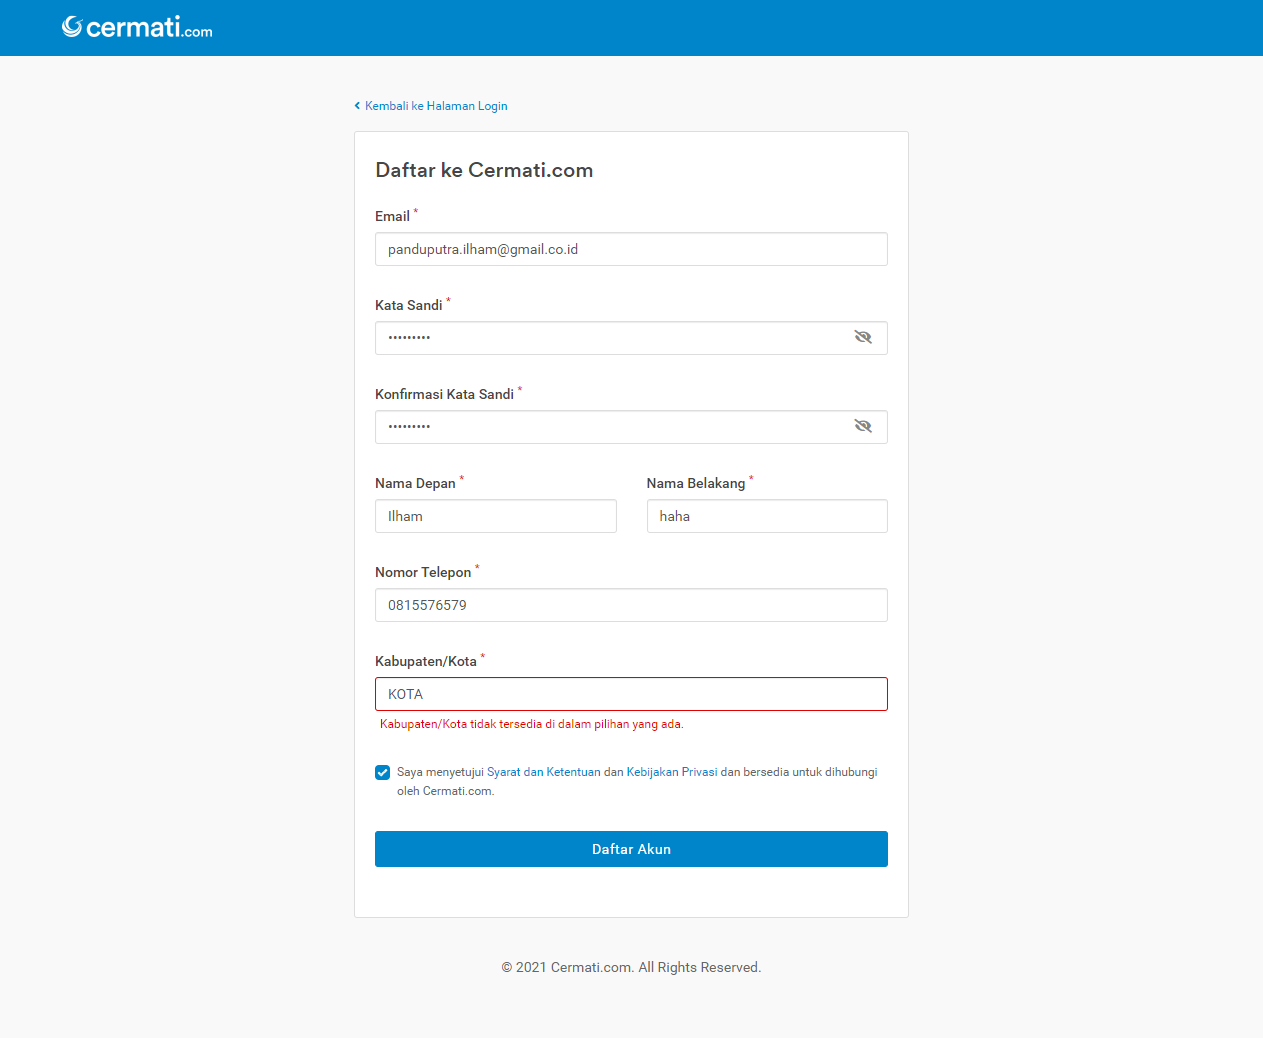 cermati.com
Kembali ke Halaman Login
Daftar ke Cermati.com
Email *
panduputra.ilham@gmail.co.id
Kata Sandi *
•••••••••
Konfirmasi Kata Sandi *
•••••••••
Nama Depan * Nama Belakang *
Ilham haha
Nomor Telepon *
0815576579
Kabupaten/Kota *
KOTA
Kabupaten/Kota tidak tersedia di dalam pilihan yang ada.
Saya menyetujui Syarat dan Ketentuan dan Kebijakan Privasi dan bersedia untuk dihubungi
oleh Cermati.com.
Daftar Akun
© 2021 Cermati.com. All Rights Reserved.